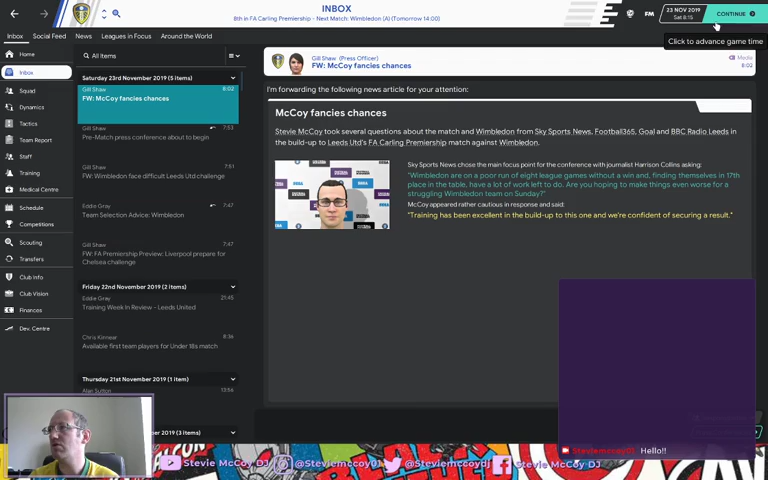 INBOX
8th in FA Carling Premiership - Next Match: Wimbledon (A) (Tomorrow 14:00)
FM
23 NOV 2019
Sat 8:15
CONTINUE
Click to advance game time
Inbox Social Feed News Leagues in Focus Around the World
Home
Inbox
Squad
Dynamics
Tactics
Team Report
Staff
Training
Medical Centre
Schedule
Competitions
Scouting
Transfers
Club Info
Club Vision
Finances
Dev. Centre
All Items
Saturday 23rd November 2019 (5 items)
Gill Shaw 8:02
FW: McCoy fancies chances
Gill Shaw 7:53
Pre-Match press conference about to begin
Gill Shaw 7:51
FW: Wimbledon face difficult Leeds Utd challenge
Eddie Gray 7:47
Team Selection Advice: Wimbledon
Gill Shaw 7:47
FW: FA Premiership Preview: Liverpool prepare for
Chelsea challenge
Friday 22nd November 2019 (2 items)
Eddie Gray 21:45
Training Week In Review - Leeds United
Chris Kinnear 8:36
Available first team players for Under 18s match
Thursday 21st November 2019 (1 item)
Alan Sutton 13:56
ber 2019 (3 items)
Gill Shaw (Press Officer)
FW: McCoy fancies chances
Media
8:02
I'm forwarding the following news article for your attention:
McCoy fancies chances
Stevie McCoy took several questions about the match and Wimbledon from Sky Sports News, Football365, Goal and BBC Radio Leeds in
the build-up to Leeds Utd's FA Carling Premiership match against Wimbledon.
Sky Sports News chose the main focus point for the conference with journalist Harrison Collins asking:
"Wimbledon are on a poor run of eight league games without a win and, finding themselves in 17th
place in the table, have a lot of work left to do. Are you hoping to make things even worse for a
struggling Wimbledon team on Sunday?"
McCoy appeared rather cautious in response and said:
"Training has been excellent in the build-up to this one and we're confident of securing a result."
Steviemccoy01 Hello!!
Stevie McCoy DJ @Steviemccoy01 @Steviemccoydj Stevie McCoy DJ